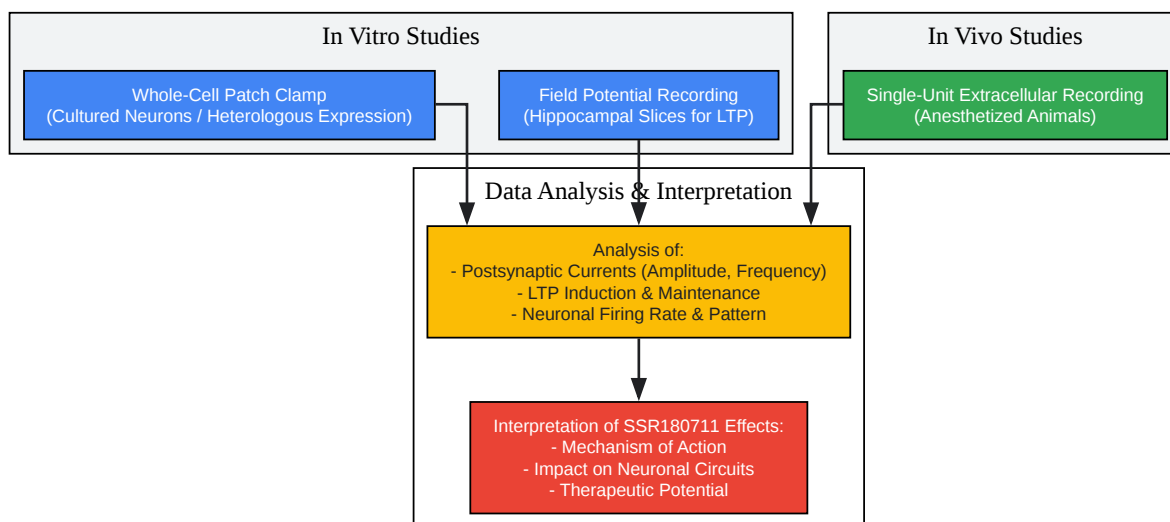 In Vitro Studies
In Vivo Studies
Whole-Cell Patch Clamp
(Cultured Neurons / Heterologous Expression)
Field Potential Recording
(Hippocampal Slices for LTP)
Single-Unit Extracellular Recording
(Anesthetized Animals)
Data Analysis & Interpretation
Analysis of:
- Postsynaptic Currents (Amplitude, Frequency)
- LTP Induction & Maintenance
- Neuronal Firing Rate & Pattern
Interpretation of SSR180711 Effects:
- Mechanism of Action
- Impact on Neuronal Circuits
- Therapeutic Potential